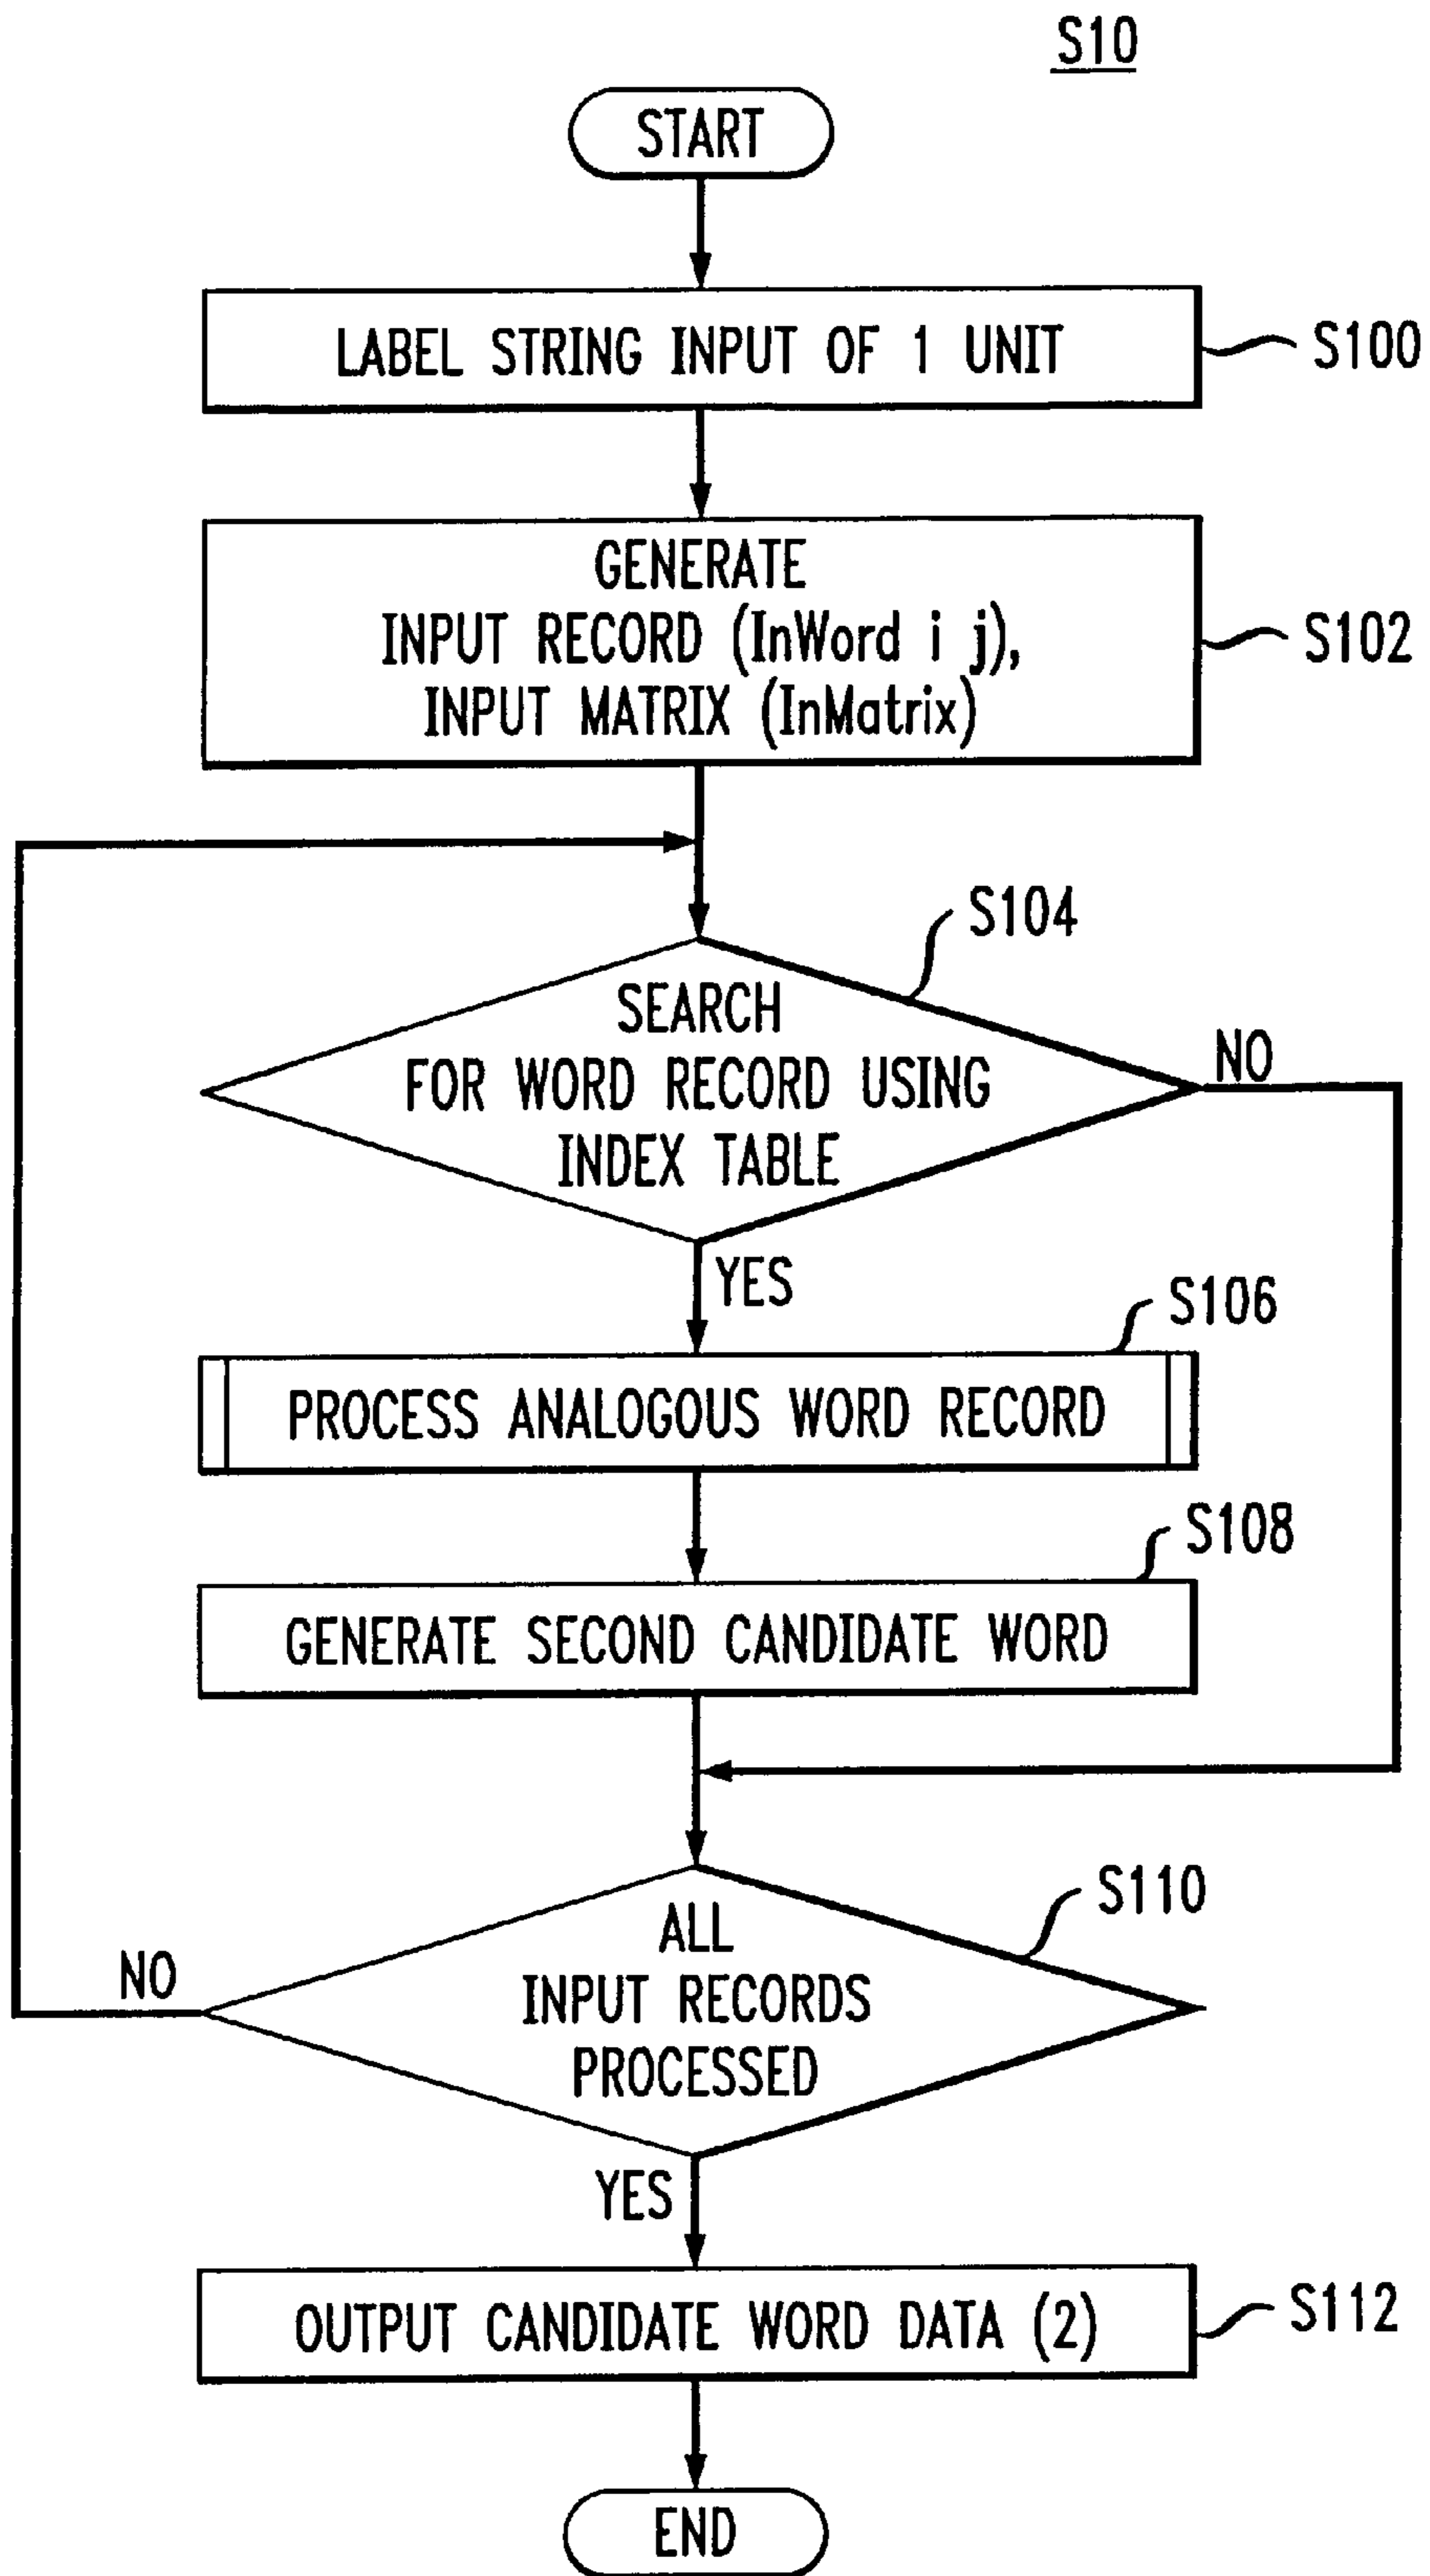 S10
START
LABEL STRING INPUT OF 1 UNIT
S100
GENERATE
INPUT RECORD (InWord i j),
INPUT MATRIX (InMatrix)
S102
S104
SEARCH
FOR WORD RECORD USING
INDEX TABLE
NO
YES
S106
PROCESS ANALOGOUS WORD RECORD
S108
GENERATE SECOND CANDIDATE WORD
S110
ALL
INPUT RECORDS
PROCESSED
NO
YES
OUTPUT CANDIDATE WORD DATA (2)
S112
END